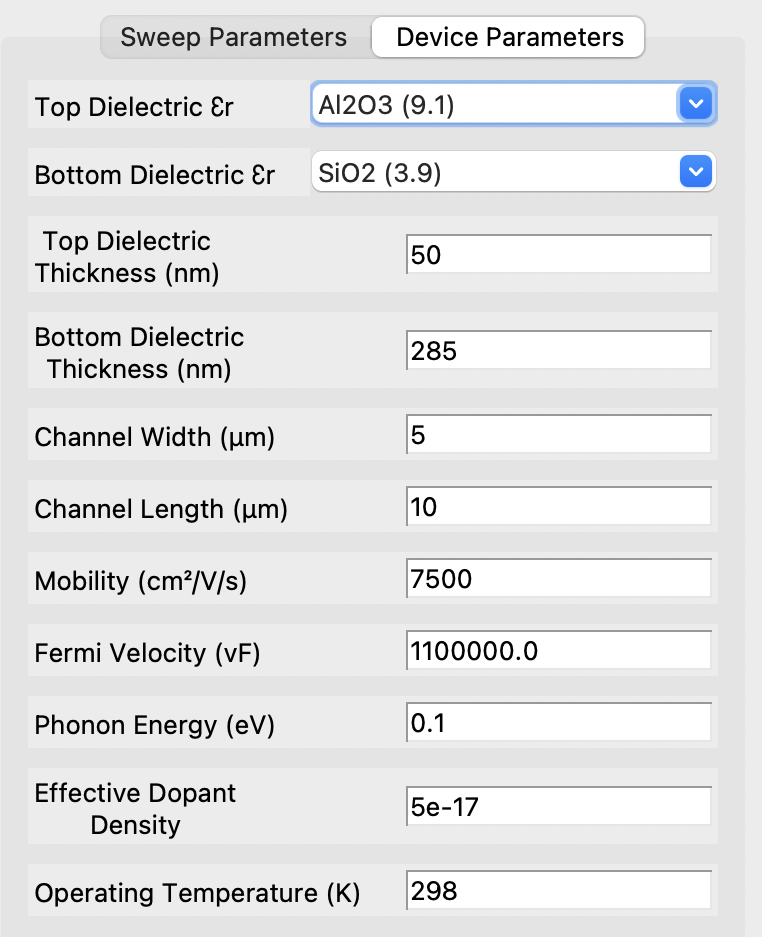 Sweep Parameters Device Parameters
Top Dielectric Ɛr Al2O3 (9.1)
Bottom Dielectric Ɛr SiO2 (3.9)
Top Dielectric
Thickness (nm)
50
Bottom Dielectric
Thickness (nm)
285
Channel Width (μm) 5
Channel Length (μm) 10
Mobility (cm²/V/s) 7500
Fermi Velocity (vF) 1100000.0
Phonon Energy (eV) 0.1
Effective Dopant
Density
5e-17
Operating Temperature (K) 298